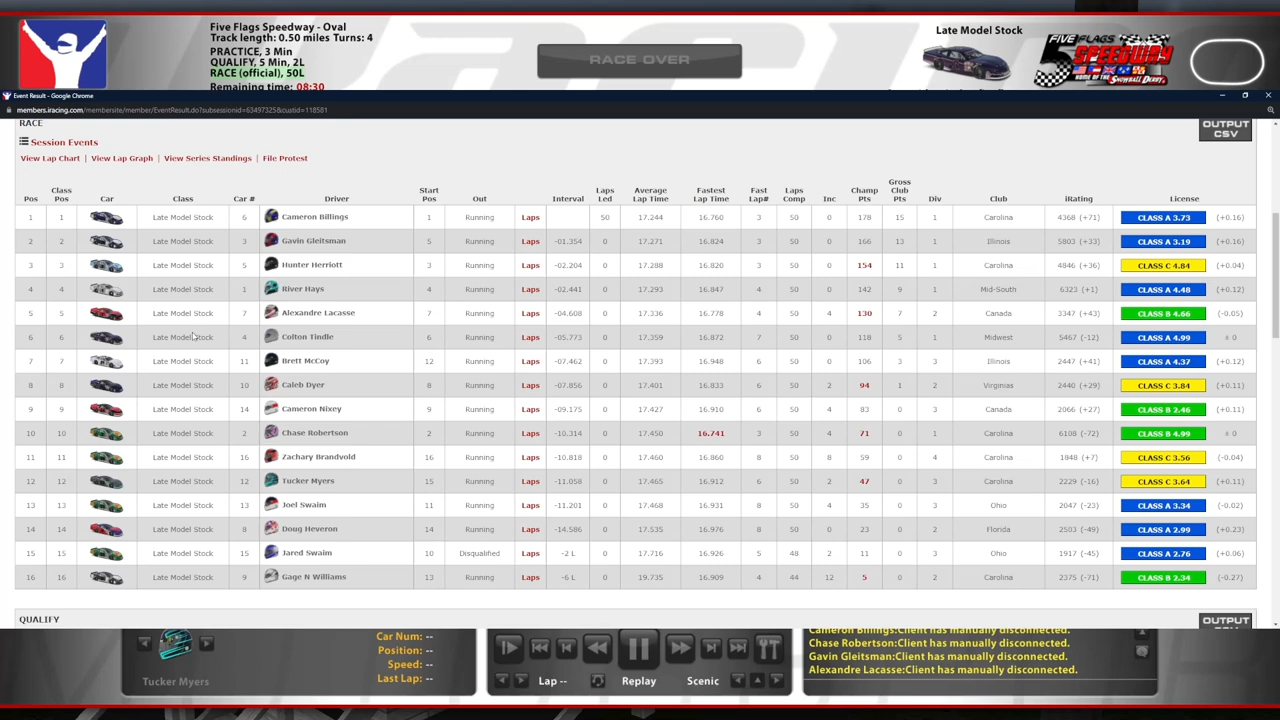 Five Flags Speedway - Oval
Track length: 0.50 miles Turns: 4
PRACTICE, 3 Min
QUALIFY, 5 Min, 2L
RACE (official), 50L
Remaining time: 08:30
RACE OVER
Late Model Stock
FIVE FLAGS
SPEEDWAY
HOME OF THE SNOWBALL DERBY
Event Result - Google Chrome
members.iracing.com/membersite/member/EventResult.do?subsessionid=63497325&custid=118581
RACE
OUTPUT CSV
Session Events
View Lap Chart | View Lap Graph | View Series Standings | File Protest
Pos Class Pos Car Class Car # Driver Start Pos Out Interval Laps Led Average Lap Time Fastest Lap Time Fast Lap# Laps Comp Inc Champ Pts Gross Club Pts Div Club iRating License
1 1 Late Model Stock 6 Cameron Billings 1 Running Laps 50 17.244 16.760 3 50 0 178 15 1 Carolina 4368 (+71) CLASS A 3.73 (+0.16)
2 2 Late Model Stock 3 Gavin Gleitsman 5 Running Laps -01.354 0 17.271 16.824 3 50 0 166 13 1 Illinois 5803 (+33) CLASS A 3.19 (+0.16)
3 3 Late Model Stock 5 Hunter Herriott 3 Running Laps -02.204 0 17.288 16.820 3 50 0 154 11 1 Carolina 4846 (+36) CLASS C 4.84 (+0.04)
4 4 Late Model Stock 1 River Hays 4 Running Laps -02.441 0 17.293 16.847 4 50 0 142 9 1 Mid-South 6323 (+1) CLASS A 4.48 (+0.12)
5 5 Late Model Stock 7 Alexandre Lacasse Running Laps -04.608 0 17.336 16.778 4 50 4 130 7 2 Canada 3347 (+43) CLASS B 4.66 (-0.05)
6 6 Late Model Stock 4 Colton Tindle 6 Running Laps -05.773 0 17.359 16.872 7 50 4 118 5 1 Midwest 5467 (-12) CLASS A 4.99 ± 0
7 7 Late Model Stock 11 Brett McCoy 12 Running Laps -07.462 0 17.393 16.948 6 50 0 106 3 3 Illinois 2447 (+41) CLASS A 4.37 (+0.12)
8 8 Late Model Stock 10 Caleb Dyer 8 Running Laps -07.856 0 17.401 16.833 6 50 2 94 1 2 Virginias 2440 (+29) CLASS C 3.84 (+0.11)
9 9 Late Model Stock 14 Cameron Nixey 9 Running Laps -09.175 0 17.427 16.910 6 50 4 83 0 3 Canada 2066 (+27) CLASS B 2.46 (+0.11)
10 10 Late Model Stock 2 Chase Robertson 2 Running Laps -10.314 0 17.450 16.741 3 50 4 71 0 1 Carolina 6108 (-72) CLASS B 4.99 ± 0
11 11 Late Model Stock 16 Zachary Brandvold Running Laps -10.818 0 17.460 16.860 8 50 8 59 0 4 Carolina 1848 (+7) CLASS C 3.56 (-0.04)
12 12 Late Model Stock 12 Tucker Myers 15 Running Laps -11.058 0 17.465 16.912 6 50 2 47 0 3 Carolina 2229 (-16) CLASS C 3.64 (+0.11)
13 13 Late Model Stock 13 Joel Swaim 11 Running Laps -11.201 0 17.468 16.931 8 50 4 35 0 3 Ohio 2047 (-23) CLASS A 3.34 (-0.02)
14 14 Late Model Stock 8 Doug Heveron 14 Running Laps -14.586 0 17.535 16.976 8 50 0 23 0 2 Florida 2503 (-49) CLASS A 2.99 (+0.23)
15 15 Late Model Stock 15 Jared Swaim 10 Disqualified Laps -2 L 0 17.716 16.926 5 48 2 11 0 3 Ohio 1917 (-45) CLASS A 2.76 (+0.06)
16 16 Late Model Stock 9 Gage N Williams 13 Running Laps -6 L 0 19.735 16.909 4 44 12 5 0 2 Carolina 2375 (-71) CLASS B 2.34 (-0.27)
QUALIFY
OUTPUT
Tucker Myers
Car Num: --
Position: --
Speed: --
Last Lap: --
Lap -- Replay Scenic
Cameron Billings:Client has manually disconnected.
Chase Robertson:Client has manually disconnected.
Gavin Gleitsman:Client has manually disconnected.
Alexandre Lacasse:Client has manually disconnected.